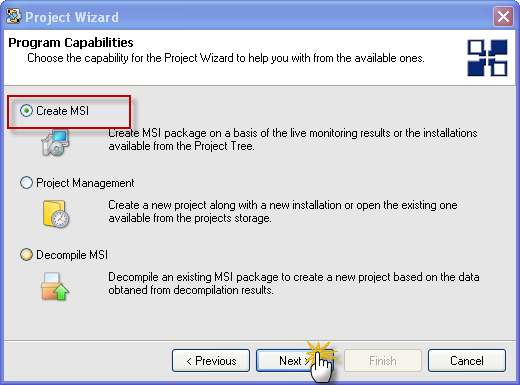 Project Wizard
Program Capabilities
Choose the capability for the Project Wizard to help you with from the available ones.
Create MSI
Create MSI package on a basis of the live monitoring results or the installations
available from the Project Tree.
Project Management
Create a new project along with a new installation or open the existing one
available from the projects storage.
Decompile MSI
Decompile an existing MSI package to create a new project based on the data
obtaned from decompilation results.
< Previous
Next >
Finish
Cancel